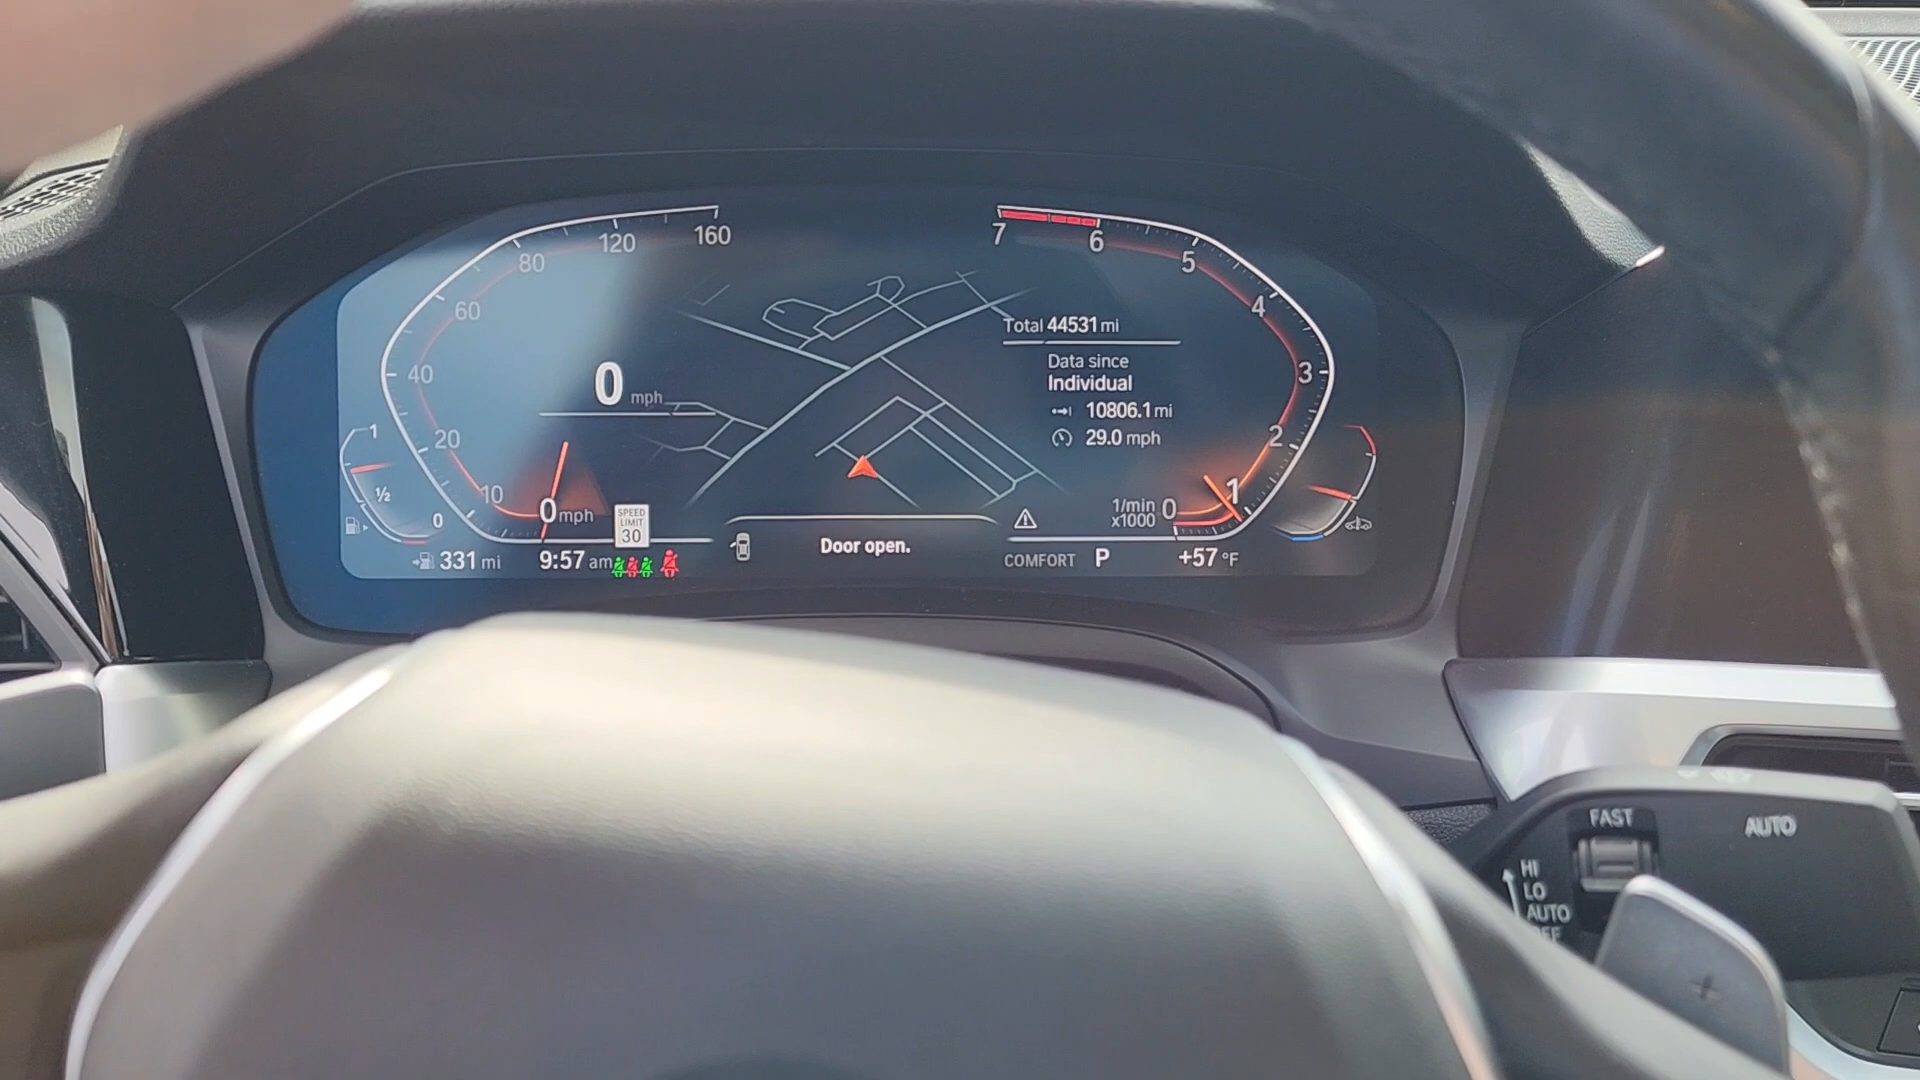 160
120
80
60
40
20
10
0 mph
0 mph
1
½
0
331 mi
9:57 am
SPEED
LIMIT
30
Door open.
Total 44531 mi
Data since
Individual
10806.1 mi
29.0 mph
7
6
5
4
3
2
1
0
1/min
x1000
COMFORT P
+57 °F
FAST
AUTO
HI
LO
AUTO
OFF
+